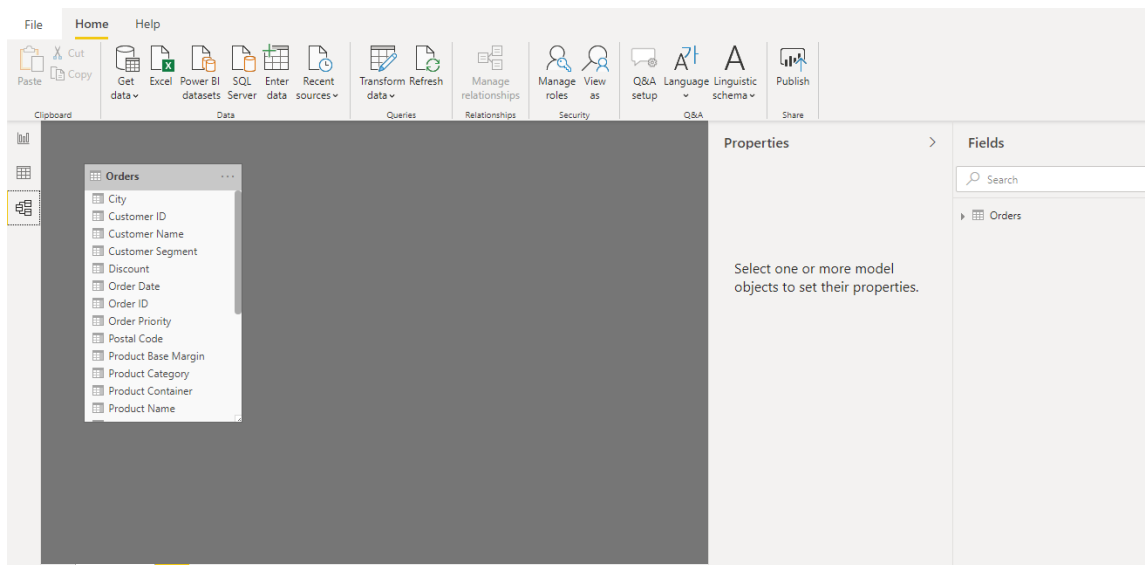 File Home Help
Cut
Copy
Paste
Get data
Excel
Power BI datasets
SQL Server
Enter data
Recent sources
Transform data
Refresh
Manage relationships
Manage roles
View as
Q&A setup
Language
Linguistic schema
Publish
Clipboard Data Queries Relationships Security Q&A Share
Orders ...
City
Customer ID
Customer Name
Customer Segment
Discount
Order Date
Order ID
Order Priority
Postal Code
Product Base Margin
Product Category
Product Container
Product Name
Properties
Select one or more model
objects to set their properties.
Fields
Search
Orders